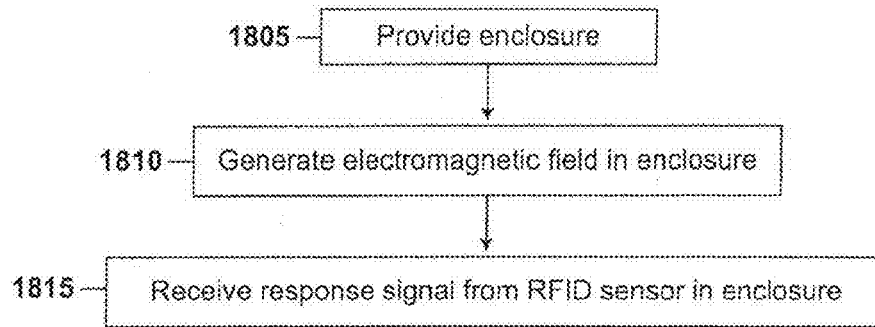 1805 Provide enclosure
1810 Generate electromagnetic field in enclosure
1815 Receive response signal from RFID sensor in enclosure